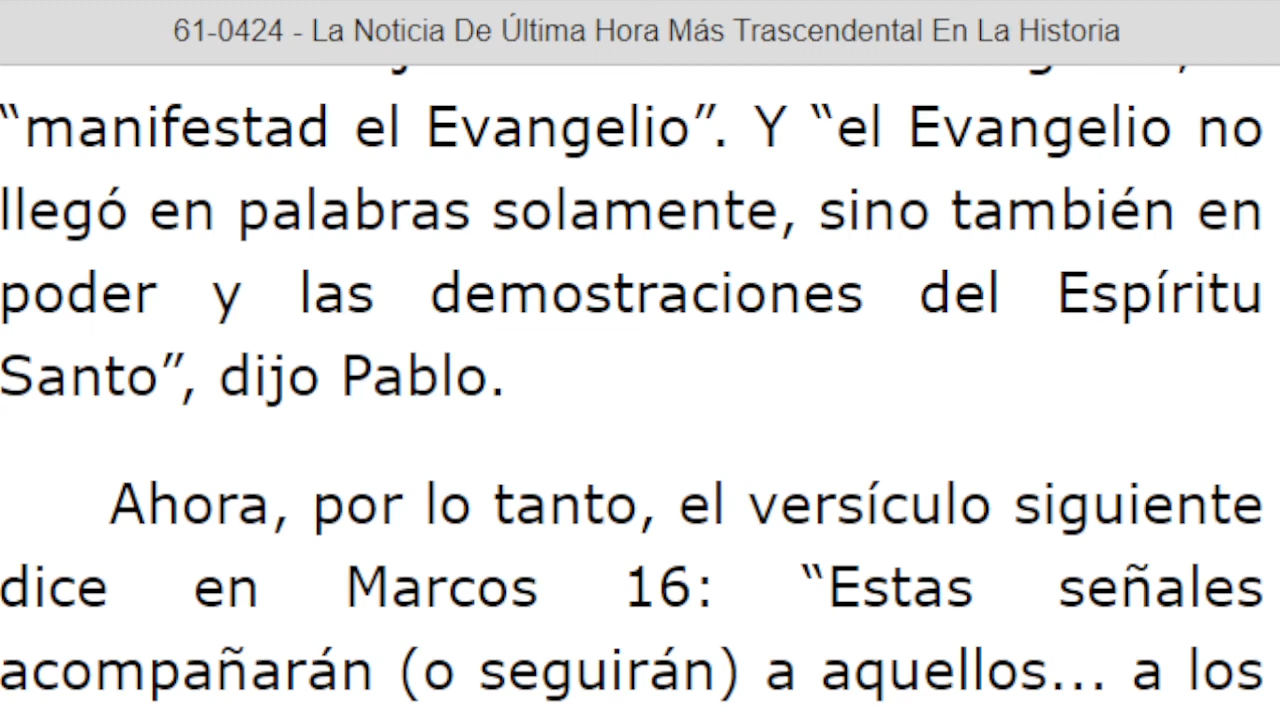 61-0424 - La Noticia De Última Hora Más Trascendental En La Historia
“manifestad el Evangelio”. Y “el Evangelio no
llegó en palabras solamente, sino también en
poder y las demostraciones del Espíritu
Santo”, dijo Pablo.
Ahora, por lo tanto, el versículo siguiente
dice en Marcos 16: “Estas señales
acompañarán (o seguirán) a aquellos... a los